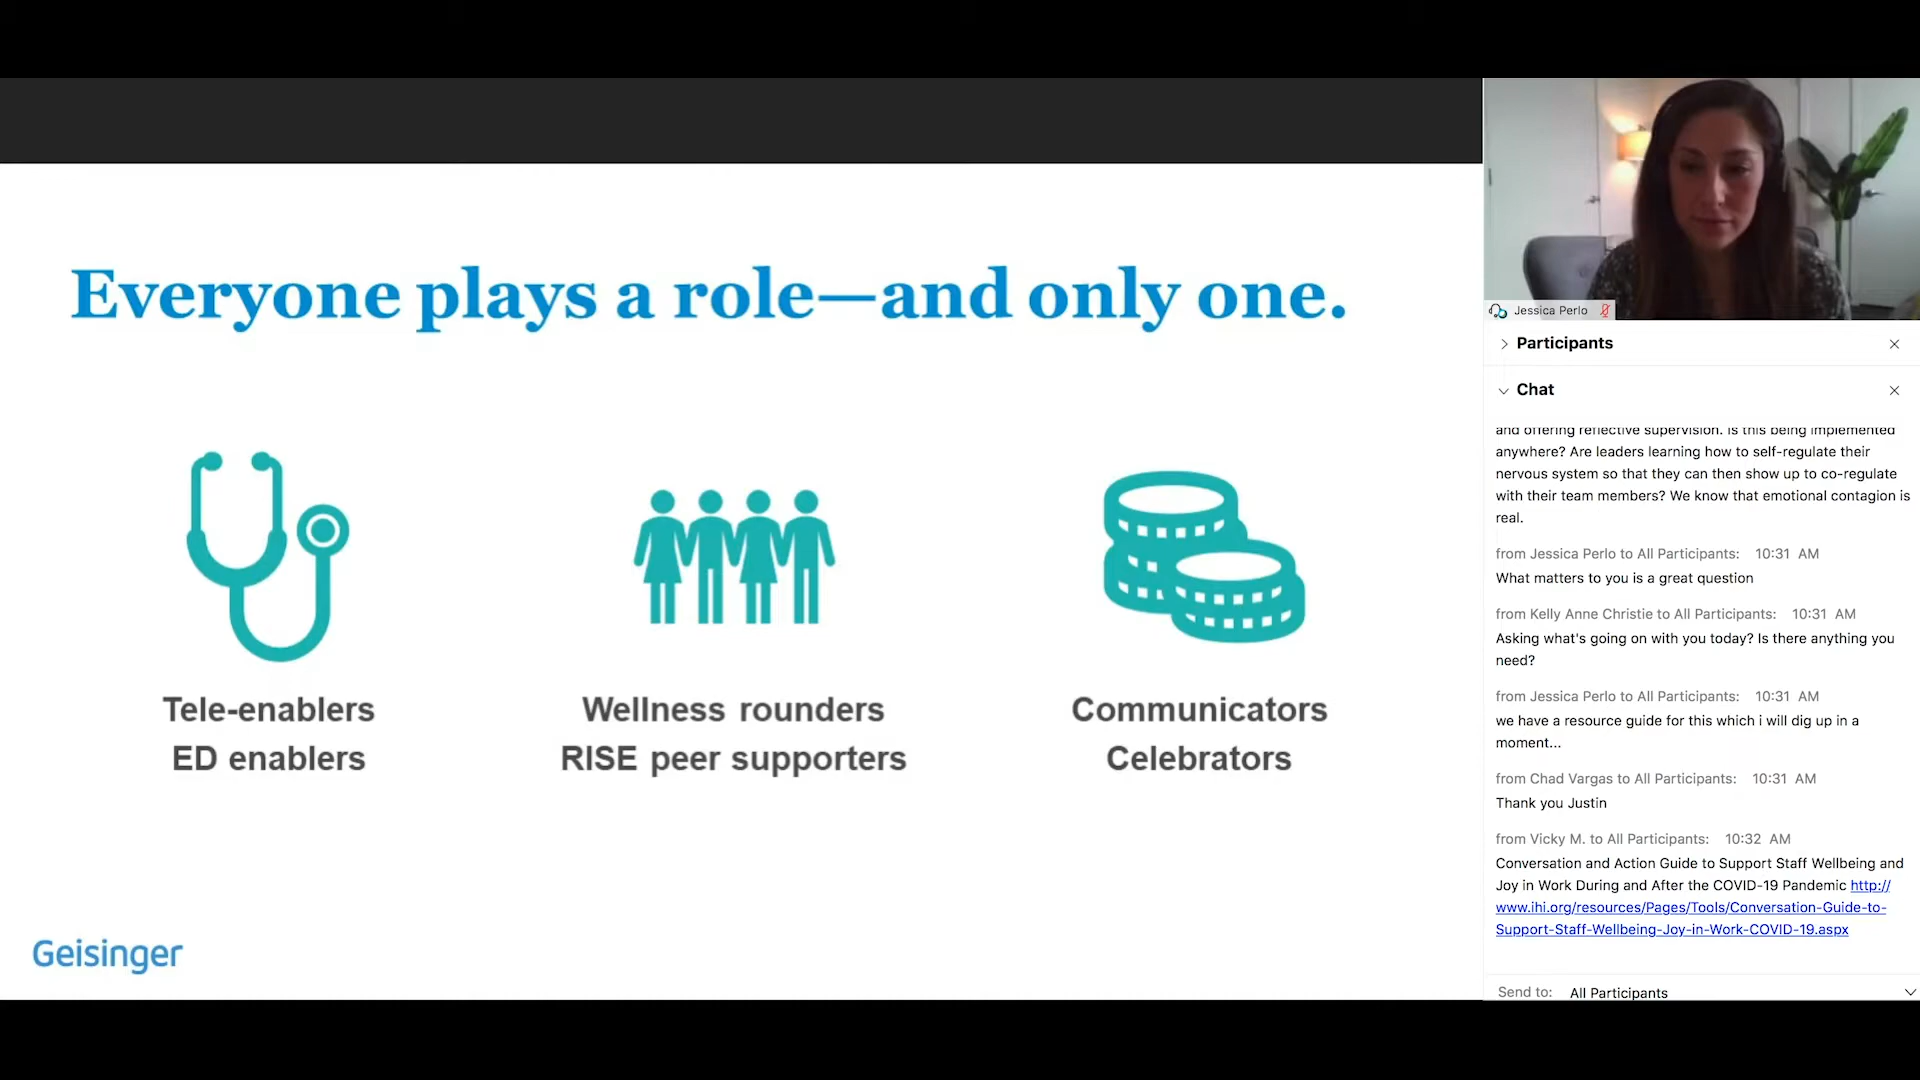 Everyone plays a role—and only one.
Tele-enablers
ED enablers
Wellness rounders
RISE peer supporters
Communicators
Celebrators
Geisinger
Jessica Perlo
Participants
Chat
and offering reflective supervision. Is this being implemented
anywhere? Are leaders learning how to self-regulate their
nervous system so that they can then show up to co-regulate
with their team members? We know that emotional contagion is
real.
from Jessica Perlo to All Participants: 10:31 AM
What matters to you is a great question
from Kelly Anne Christie to All Participants: 10:31 AM
Asking what's going on with you today? Is there anything you
need?
from Jessica Perlo to All Participants: 10:31 AM
we have a resource guide for this which i will dig up in a
moment...
from Chad Vargas to All Participants: 10:31 AM
Thank you Justin
from Vicky M. to All Participants: 10:32 AM
Conversation and Action Guide to Support Staff Wellbeing and
Joy in Work During and After the COVID-19 Pandemic http://
www.ihi.org/resources/Pages/Tools/Conversation-Guide-to-
Support-Staff-Wellbeing-Joy-in-Work-COVID-19.aspx
Send to: All Participants